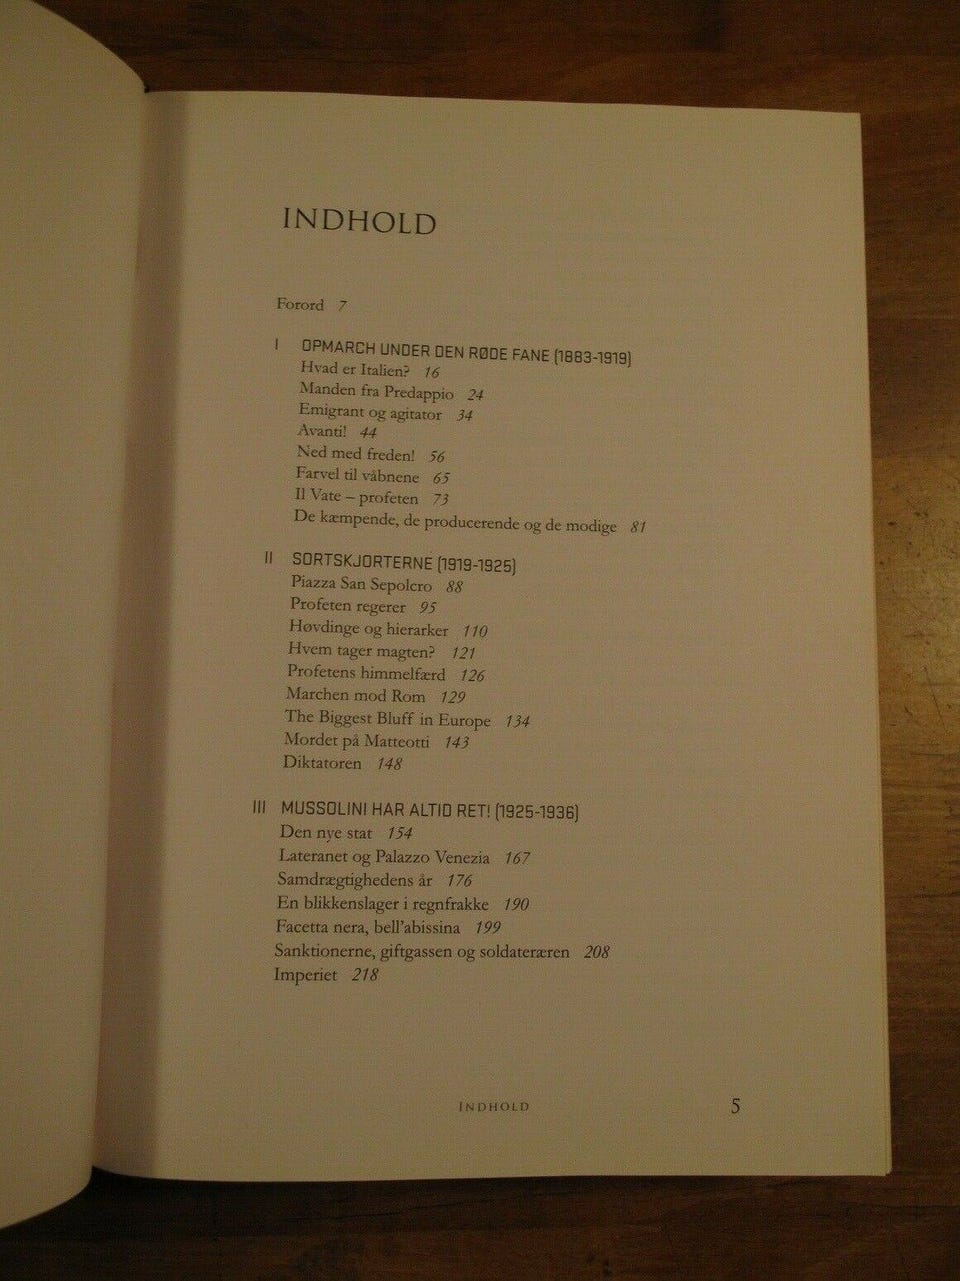 INDHOLD
Forord 7
I OPMARCH UNDER DEN RØDE FANE (1883-1919)
Hvad er Italien? 16
Manden fra Predappio 24
Emigrant og agitator 34
Avanti! 44
Ned med freden! 56
Farvel til våbnene 65
Il Vate – profeten 73
De kæmpende, de producerende og de modige 81
II SORTSKJORTERNE (1919-1925)
Piazza San Sepolcro 88
Profeten regerer 95
Høvdinge og hierarker 110
Hvem tager magten? 121
Profetens himmelfærd 126
Marchen mod Rom 129
The Biggest Bluff in Europe 134
Mordet på Matteotti 143
Diktatoren 148
III MUSSOLINI HAR ALTID RET! (1925-1936)
Den nye stat 154
Lateranet og Palazzo Venezia 167
Samdrægtighedens år 176
En blikkenslager i regnfrakke 190
Facetta nera, bell'abissina 199
Sanktionerne, giftgassen og soldateræren 208
Imperiet 218
INDHOLD 5